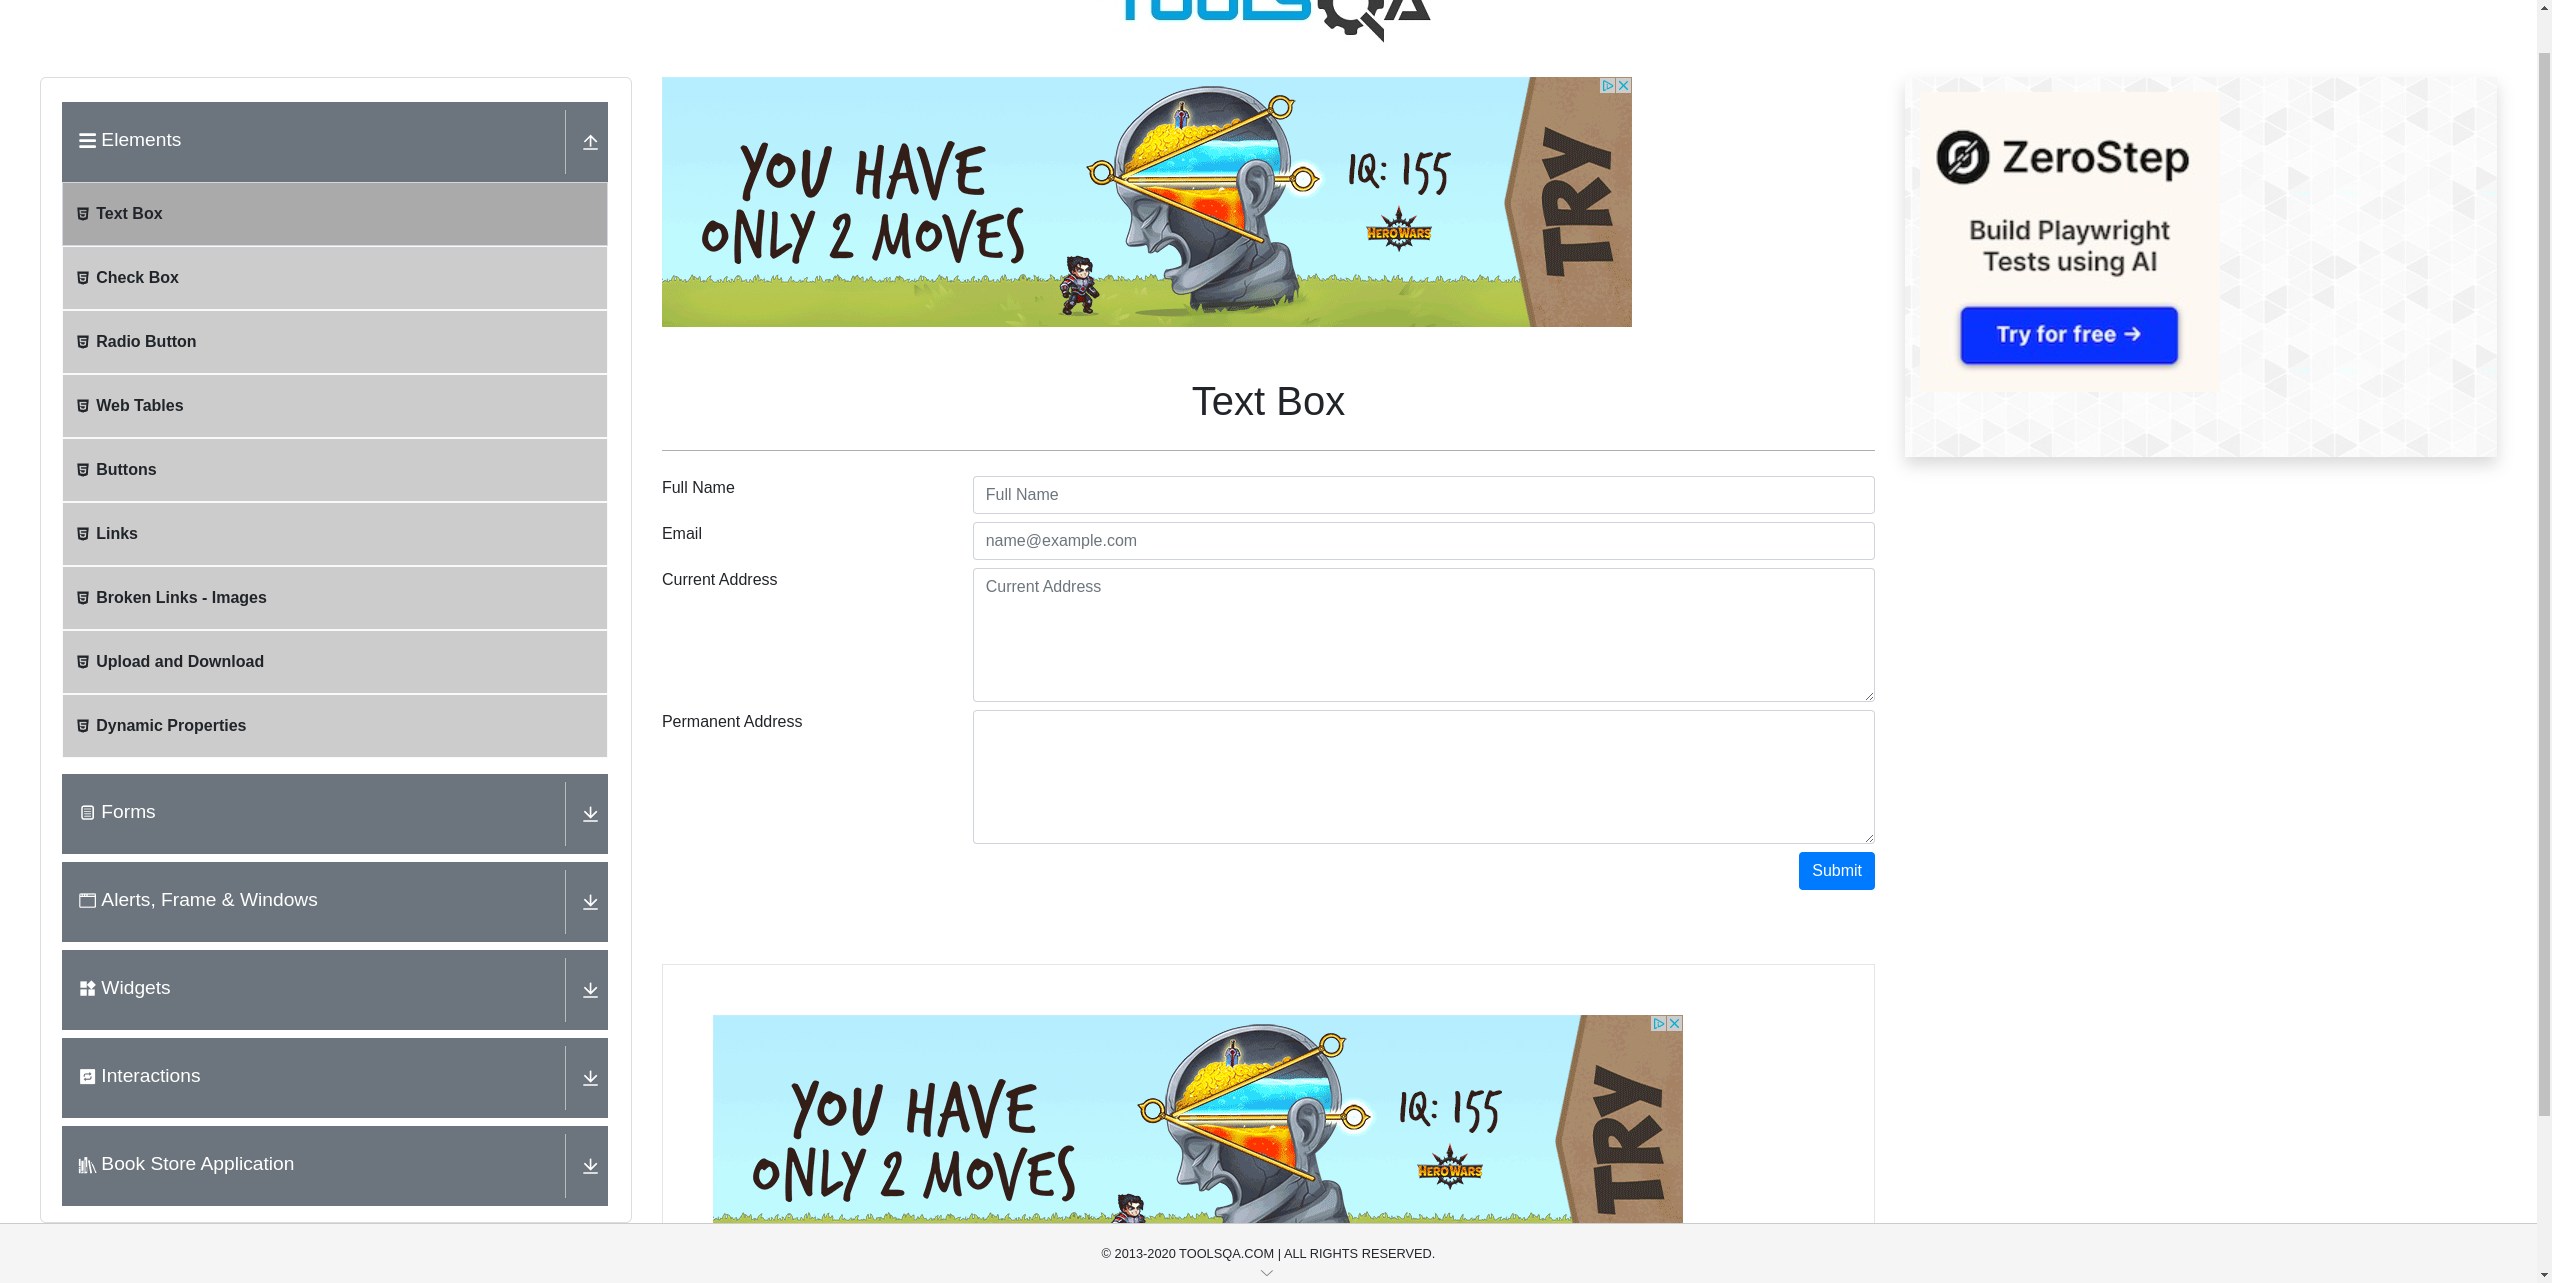 TOOLSQA
Elements
Text Box
Check Box
Radio Button
Web Tables
Buttons
Links
Broken Links - Images
Upload and Download
Dynamic Properties
Forms
Alerts, Frame & Windows
Widgets
Interactions
Book Store Application
YOU HAVE
ONLY 2 MOVES
IQ: 155
HERO WARS
TRY
Text Box
Full Name
Full Name
Email
name@example.com
Current Address
Current Address
Permanent Address
Submit
YOU HAVE
ONLY 2 MOVES
IQ: 155
HERO WARS
TRY
ZeroStep
Build Playwright
Tests using AI
Try for free →
© 2013-2020 TOOLSQA.COM | ALL RIGHTS RESERVED.